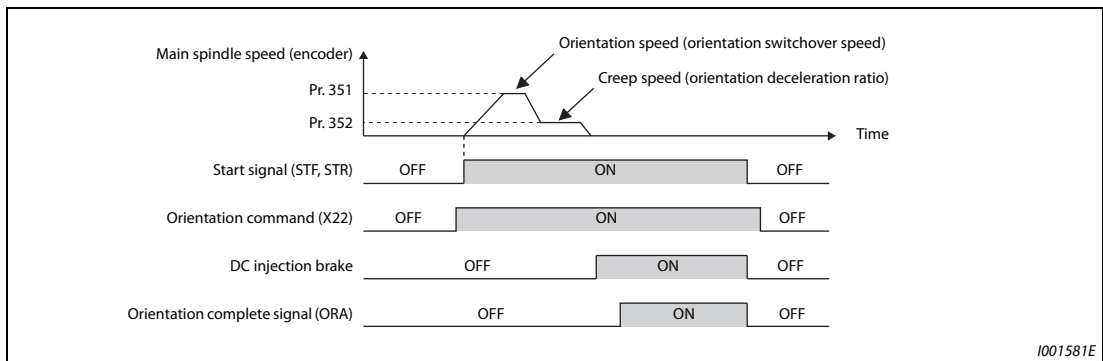 Main spindle speed (encoder)
Orientation speed (orientation switchover speed)
Creep speed (orientation deceleration ratio)
Pr. 351
Pr. 352
Time
Start signal (STF, STR)
OFF
ON
OFF
Orientation command (X22)
OFF
ON
OFF
DC injection brake
OFF
ON
OFF
Orientation complete signal (ORA)
OFF
ON
OFF
I001581E